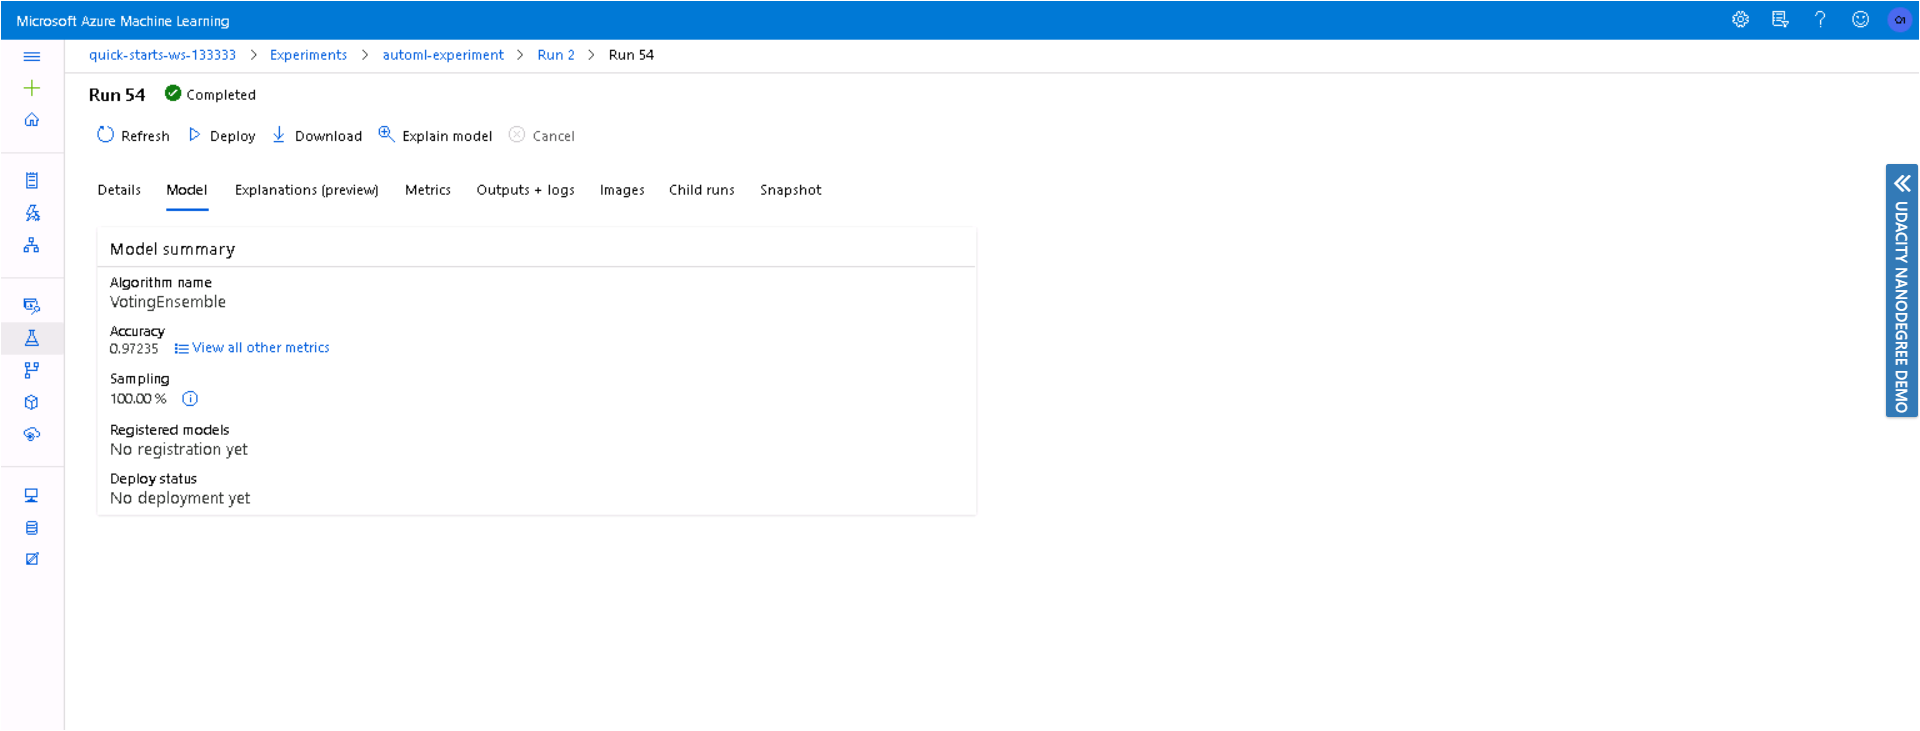 Microsoft Azure Machine Learning
quick-starts-ws-133333 > Experiments > automl-experiment > Run 2 > Run 54
Run 54 Completed
Refresh Deploy Download Explain model Cancel
Details Model Explanations (preview) Metrics Outputs + logs Images Child runs Snapshot
Model summary
Algorithm name
VotingEnsemble
Accuracy
0.97235 View all other metrics
Sampling
100.00 %
Registered models
No registration yet
Deploy status
No deployment yet
UDACITY NANODEGREE DEMO